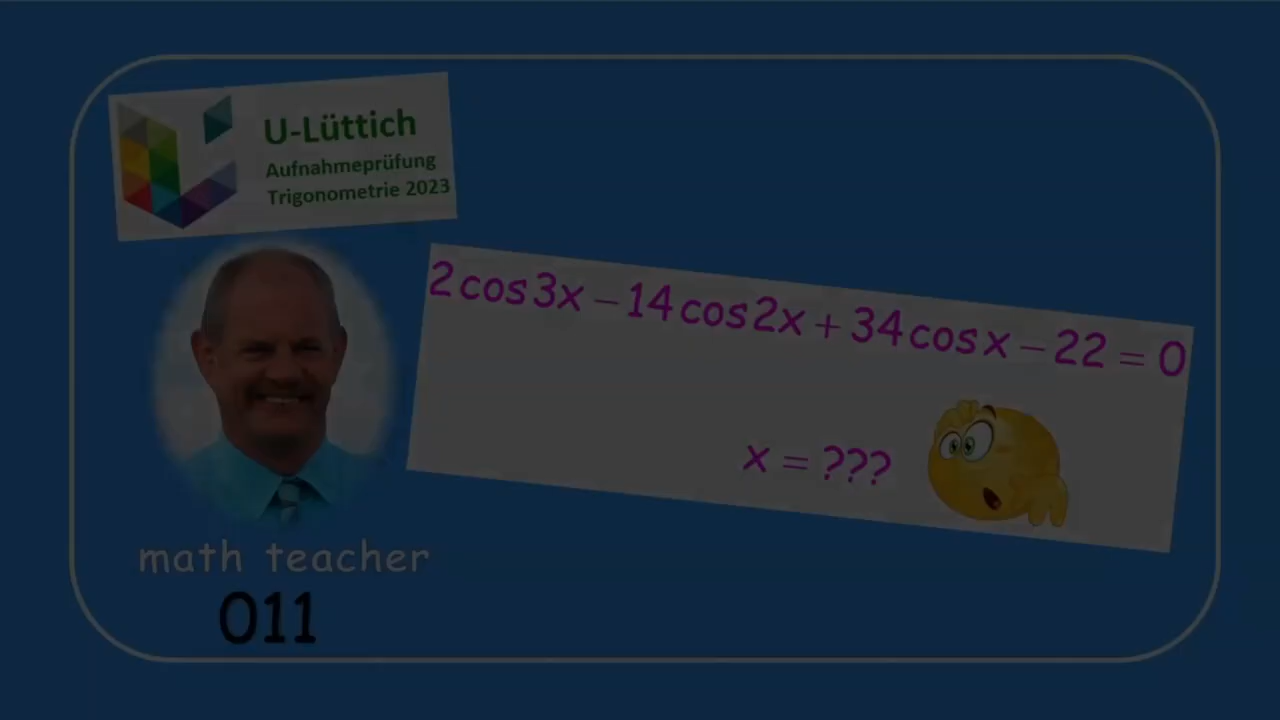 U-Lüttich
Aufnahmeprüfung
Trigonometrie 2023
2cos3x – 14cos2x + 34cosx – 22 = 0
x = ???
math teacher
011